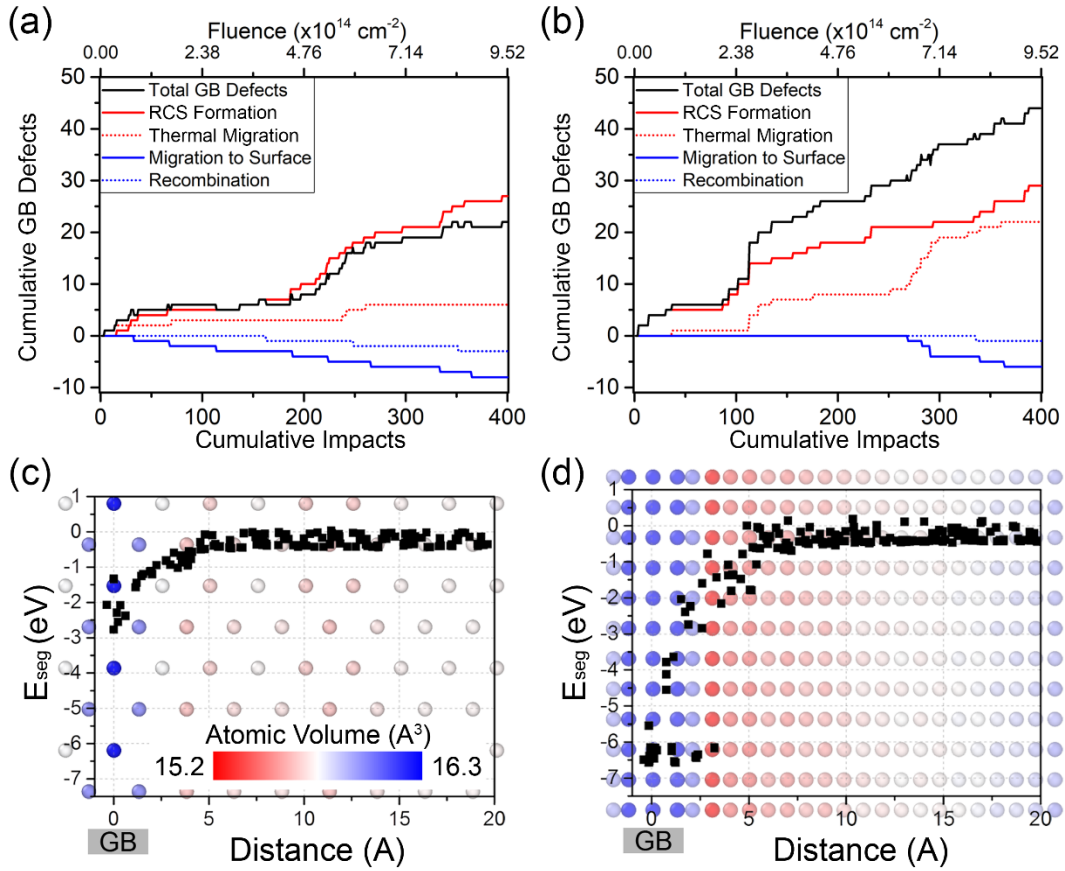 (a)
Fluence (x10¹⁴ cm⁻²)
0.00 2.38 4.76 7.14 9.52
Cumulative GB Defects
50
40
30
20
10
0
-10
Total GB Defects
RCS Formation
Thermal Migration
Migration to Surface
Recombination
0 100 200 300 400
Cumulative Impacts
(b)
Fluence (x10¹⁴ cm⁻²)
0.00 2.38 4.76 7.14 9.52
Cumulative GB Defects
50
40
30
20
10
0
-10
Total GB Defects
RCS Formation
Thermal Migration
Migration to Surface
Recombination
0 100 200 300 400
Cumulative Impacts
(c)
Eseg (eV)
1
0
-1
-2
-3
-4
-5
-6
-7
Atomic Volume (A³)
15.2 16.3
0 5 10 15 20
GB
Distance (A)
(d)
Eseg (eV)
1
0
-1
-2
-3
-4
-5
-6
-7
0 5 10 15 20
GB
Distance (A)